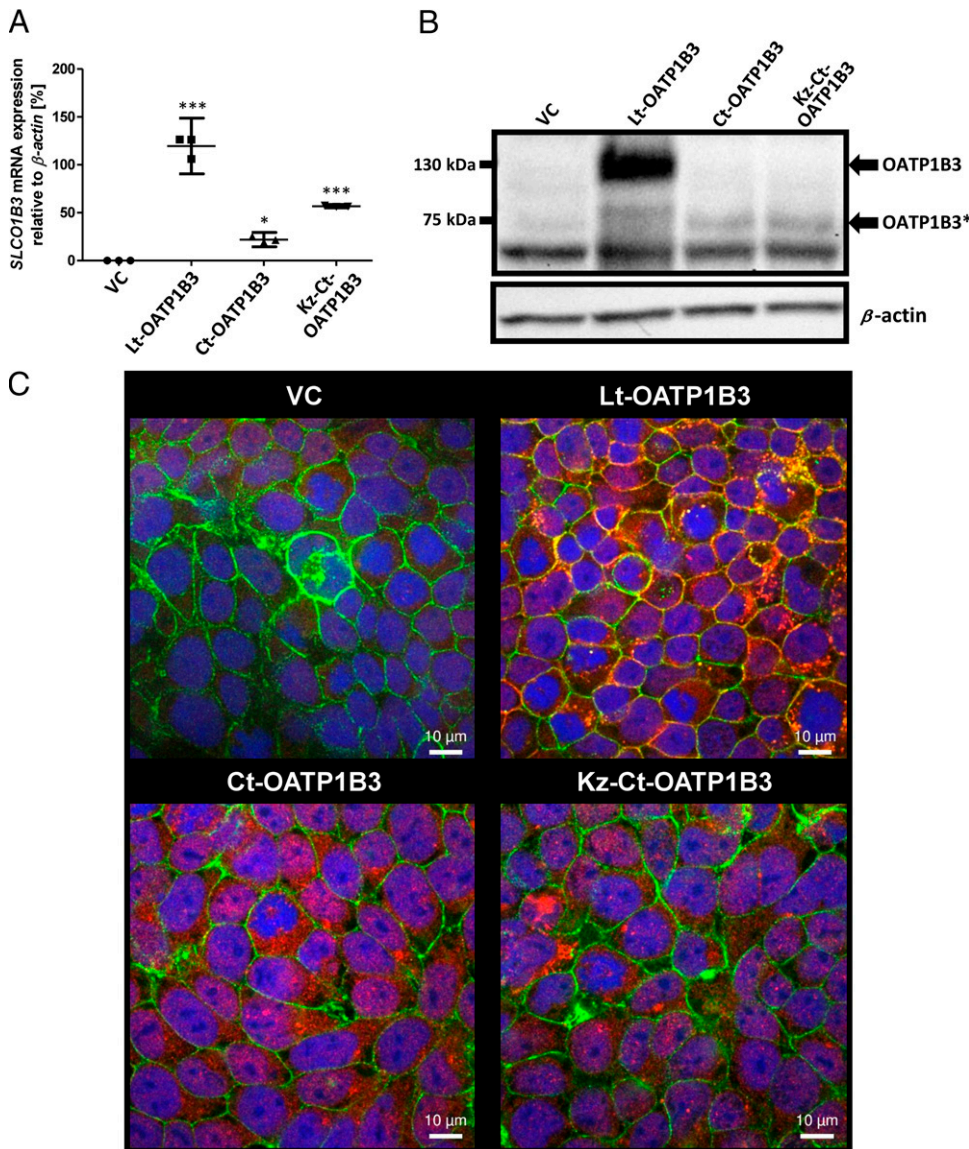 A
SLCO1B3 mRNA expression
relative to β-actin [%]
200
150
100
50
0
***
*
***
VC
Lt-OATP1B3
Ct-OATP1B3
Kz-Ct-
OATP1B3
B
VC
Lt-OATP1B3
Ct-OATP1B3
Kz-Ct-
OATP1B3
130 kDa
75 kDa
OATP1B3
OATP1B3*
β-actin
C
VC
Lt-OATP1B3
10 µm
10 µm
Ct-OATP1B3
Kz-Ct-OATP1B3
10 µm
10 µm